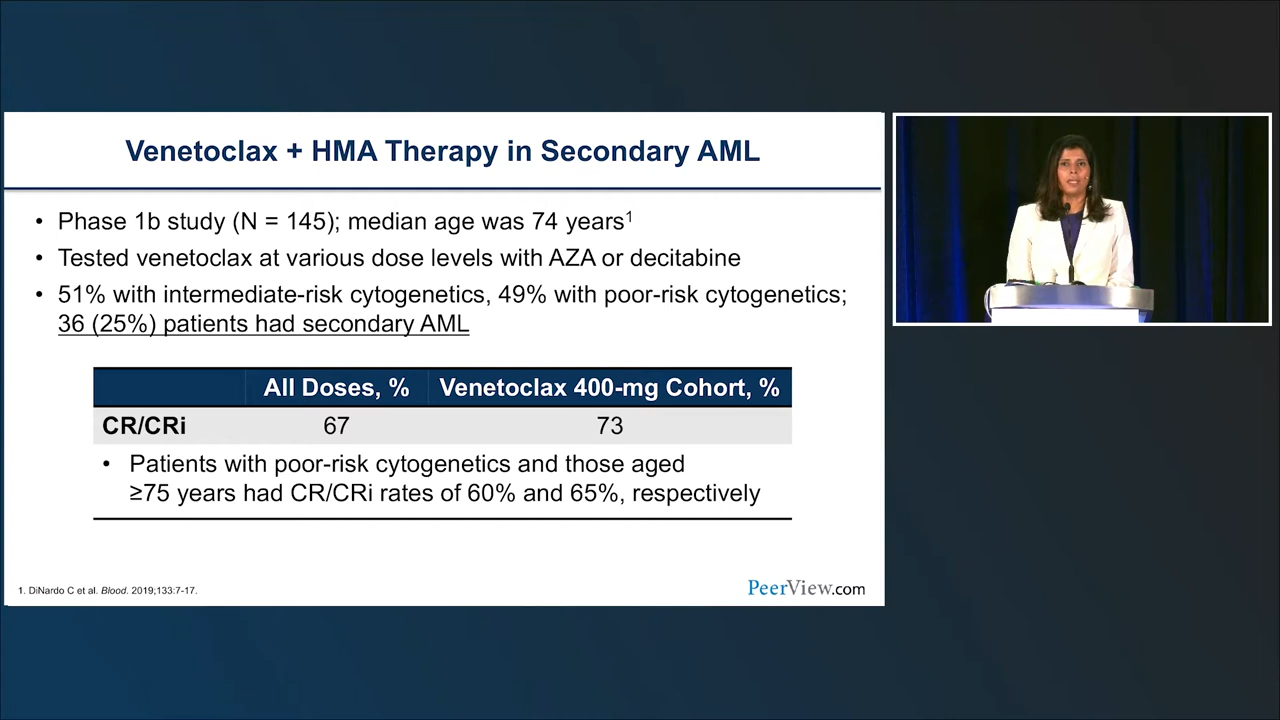 Venetoclax + HMA Therapy in Secondary AML
• Phase 1b study (N = 145); median age was 74 years¹
• Tested venetoclax at various dose levels with AZA or decitabine
• 51% with intermediate-risk cytogenetics, 49% with poor-risk cytogenetics;
36 (25%) patients had secondary AML
All Doses, % Venetoclax 400-mg Cohort, %
CR/CRi 67 73
• Patients with poor-risk cytogenetics and those aged
≥75 years had CR/CRi rates of 60% and 65%, respectively
1. DiNardo C et al. Blood. 2019;133:7-17.
PeerView.com